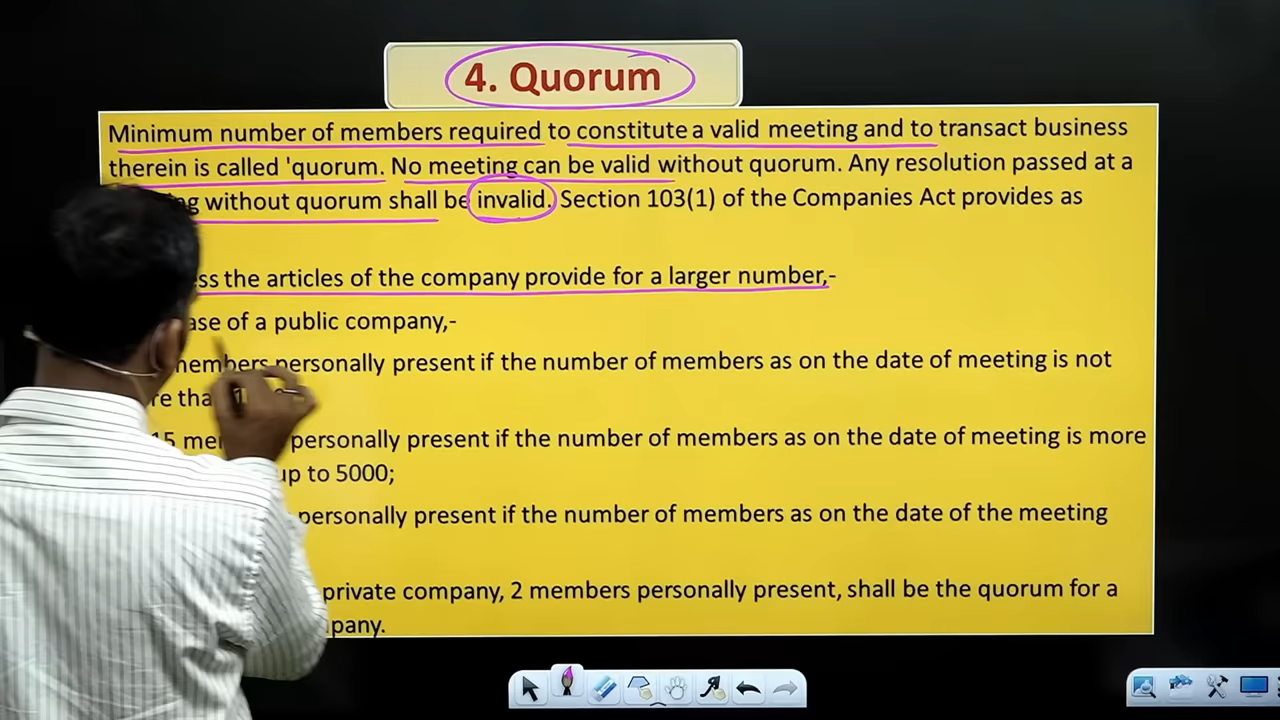 4. Quorum
Minimum number of members required to constitute a valid meeting and to transact business
therein is called 'quorum. No meeting can be valid without quorum. Any resolution passed at a
without quorum shall be invalid. Section 103(1) of the Companies Act provides as
the articles of the company provide for a larger number,-
of a public company,-
members personally present if the number of members as on the date of meeting is not
15 personally present if the number of members as on the date of meeting is more
up to 5000;
personally present if the number of members as on the date of the meeting
private company, 2 members personally present, shall be the quorum for a